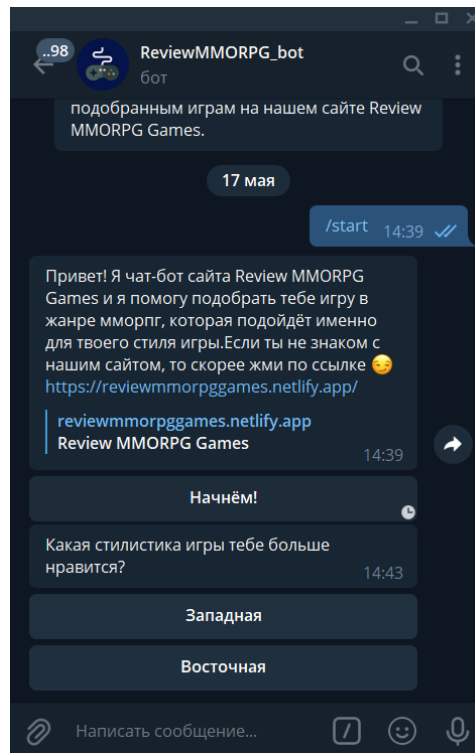 ..98
ReviewMMORPG_bot
бот
подобранным играм на нашем сайте Review
MMORPG Games.
17 мая
/start 14:39
Привет! Я чат-бот сайта Review MMORPG
Games и я помогу подобрать тебе игру в
жанре мморпг, которая подойдёт именно
для твоего стиля игры.Если ты не знаком с
нашим сайтом, то скорее жми по ссылке 😏
https://reviewmmorpggames.netlify.app/
reviewmmorpggames.netlify.app
Review MMORPG Games
14:39
Начнём!
Какая стилистика игры тебе больше
нравится?
14:43
Западная
Восточная
Написать сообщение...